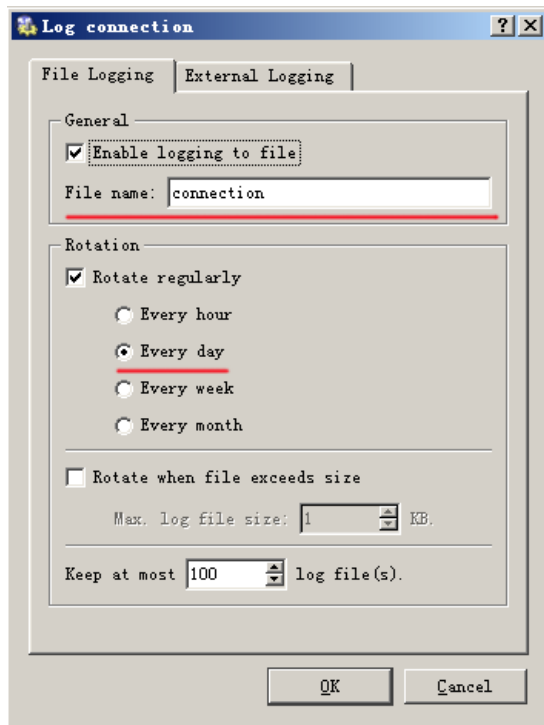 Log connection
File Logging External Logging
General
Enable logging to file
File name: connection
Rotation
Rotate regularly
Every hour
Every day
Every week
Every month
Rotate when file exceeds size
Max. log file size: 1 KB.
Keep at most 100 log file(s).
OK Cancel